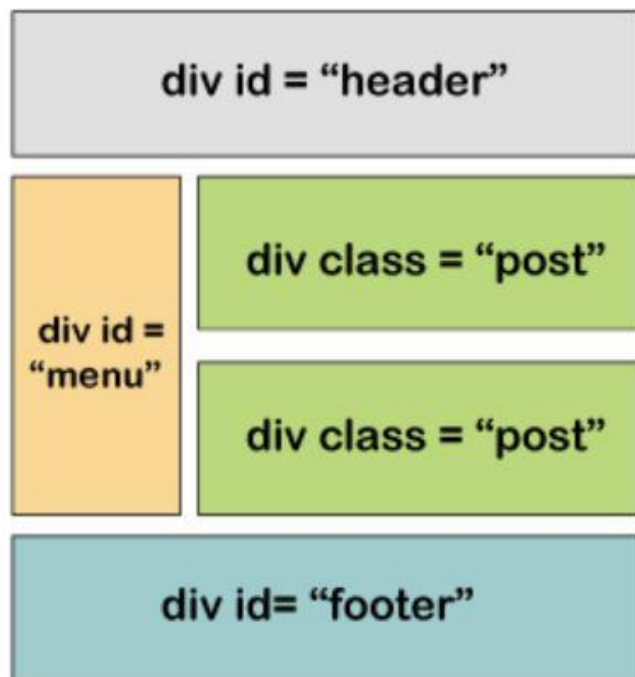 div id = “header”
div class = “post”
div id =
“menu”
div class = “post”
div id= “footer”